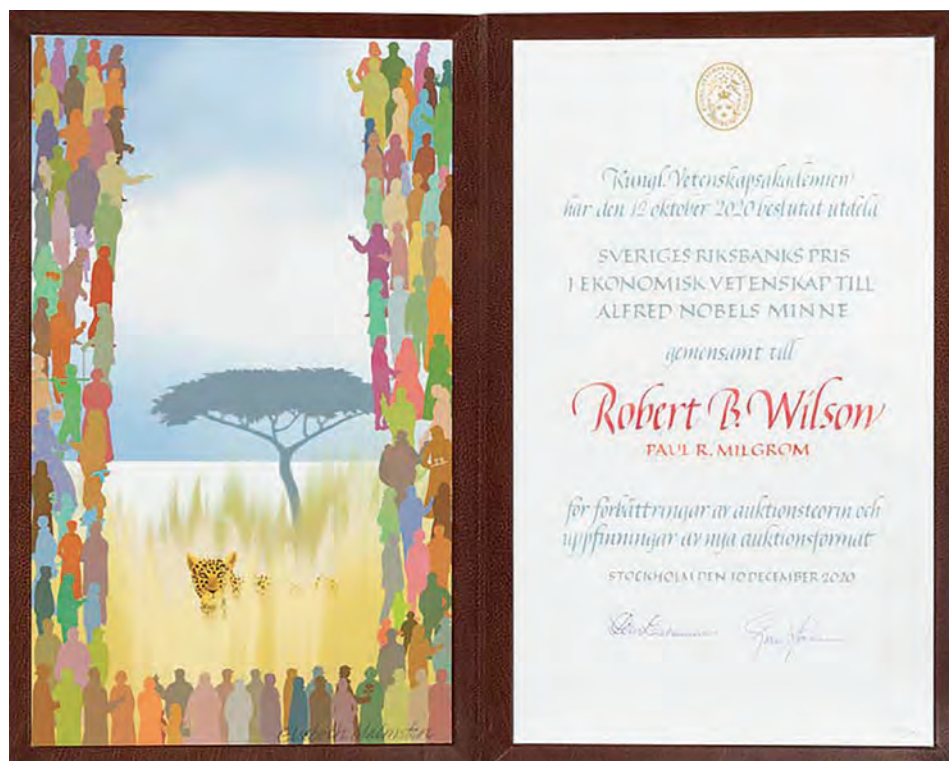 Elisabeth Malmsten
Kungl. Vetenskapsakademien
har den 12 oktober 2020 beslutat utdela
SVERIGES RIKSBANKS PRIS
I EKONOMISK VETENSKAP TILL
ALFRED NOBELS MINNE
gemensamt till
Robert B. Wilson
PAUL R. MILGROM
för förbättringar av auktionsteorin och
uppfinningar av nya auktionsformat
STOCKHOLM DEN 10 DECEMBER 2020